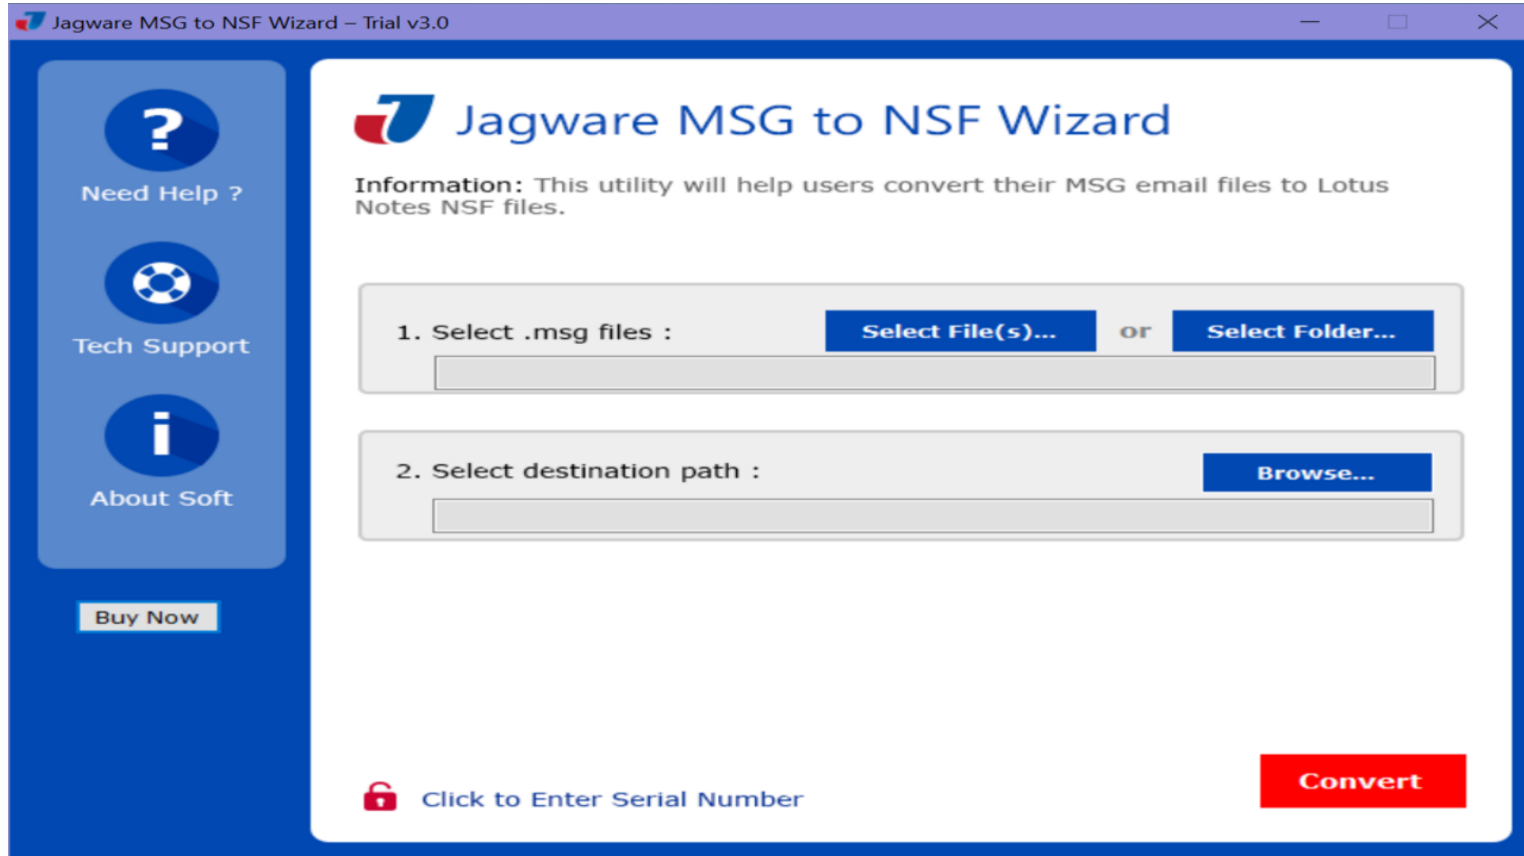 Jagware MSG to NSF Wizard – Trial v3.0
Need Help ?
Tech Support
About Soft
Buy Now
Jagware MSG to NSF Wizard
Information: This utility will help users convert their MSG email files to Lotus
Notes NSF files.
1. Select .msg files :
Select File(s)... or Select Folder...
2. Select destination path :
Browse...
Click to Enter Serial Number
Convert